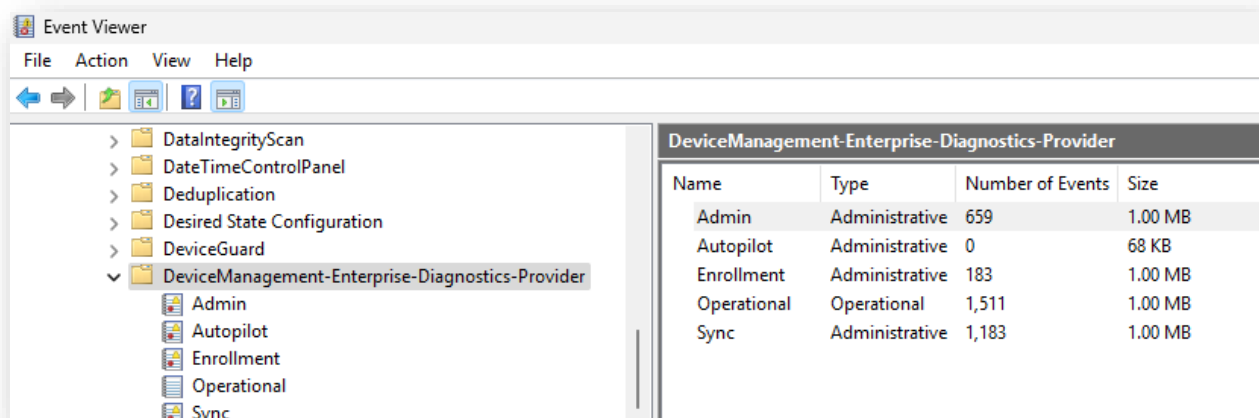 Event Viewer
File Action View Help
DataIntegrityScan
DateTimeControlPanel
Deduplication
Desired State Configuration
DeviceGuard
DeviceManagement-Enterprise-Diagnostics-Provider
Admin
Autopilot
Enrollment
Operational
Sync
DeviceManagement-Enterprise-Diagnostics-Provider
Name Type Number of Events Size
Admin Administrative 659 1.00 MB
Autopilot Administrative 0 68 KB
Enrollment Administrative 183 1.00 MB
Operational Operational 1,511 1.00 MB
Sync Administrative 1,183 1.00 MB